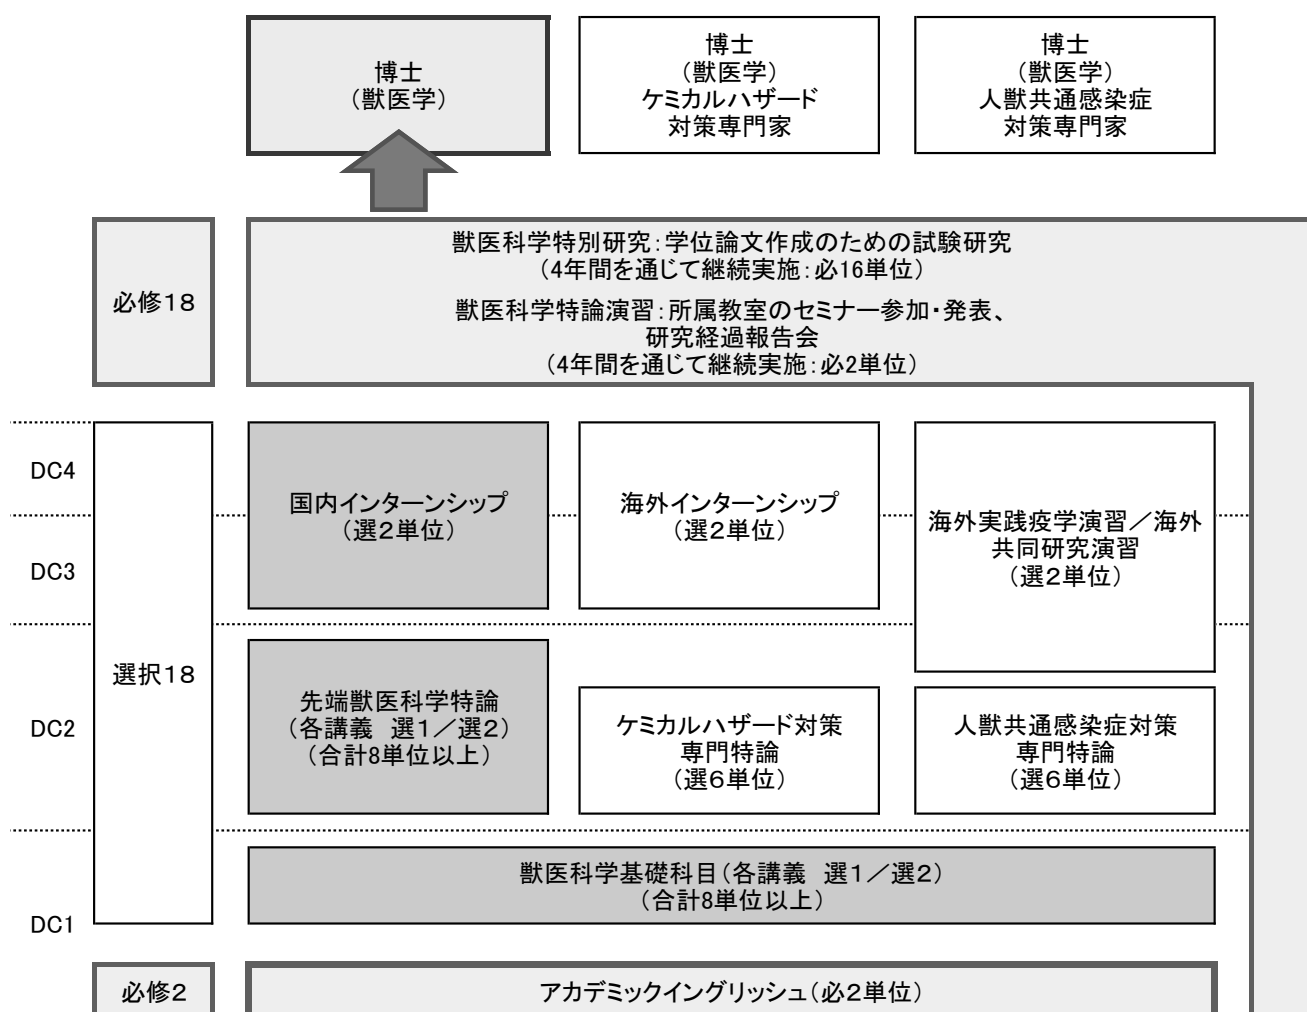 博士
（獣医学）
博士
（獣医学）
ケミカルハザード
対策専門家
博士
（獣医学）
人獣共通感染症
対策専門家
必修18
獣医科学特別研究：学位論文作成のための試験研究
（4年間を通じて継続実施：必16単位）
獣医科学特論演習：所属教室のセミナー参加・発表、
研究経過報告会
（4年間を通じて継続実施：必2単位）
DC4
DC3
DC2
DC1
選択18
国内インターンシップ
（選2単位）
海外インターンシップ
（選2単位）
海外実践疫学演習／海外
共同研究演習
（選2単位）
先端獣医科学特論
（各講義　選1／選2）
（合計8単位以上）
ケミカルハザード対策
専門特論
（選6単位）
人獣共通感染症対策
専門特論
（選6単位）
獣医科学基礎科目（各講義　選1／選2）
（合計8単位以上）
必修2
アカデミックイングリッシュ（必2単位）